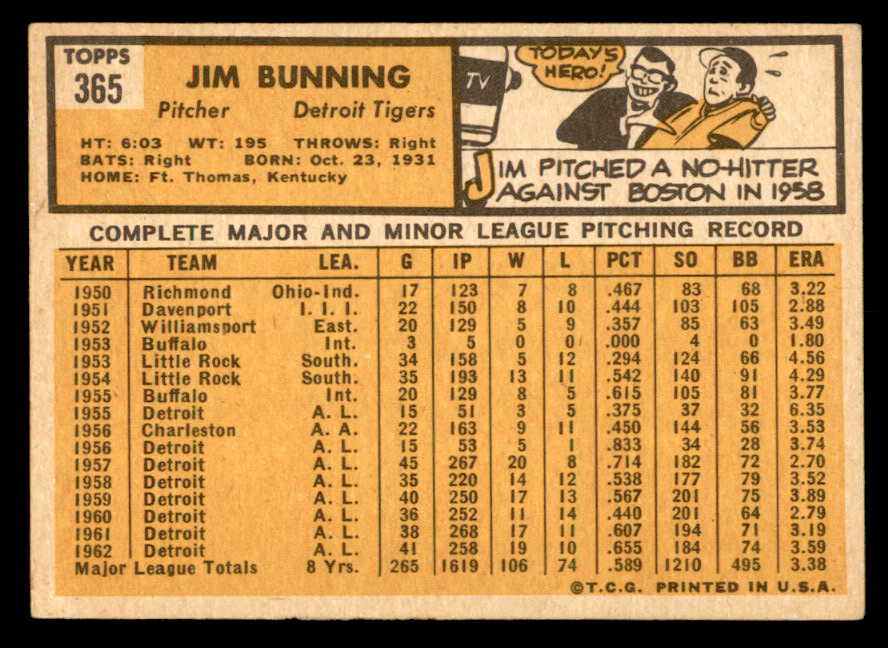 TOPPS
365
JIM BUNNING
Pitcher Detroit Tigers
HT: 6:03 WT: 195 THROWS: Right
BATS: Right BORN: Oct. 23, 1931
HOME: Ft. Thomas, Kentucky
TV
TODAY'S
HERO!
JIM PITCHED A NO-HITTER
AGAINST BOSTON IN 1958
COMPLETE MAJOR AND MINOR LEAGUE PITCHING RECORD
YEAR TEAM LEA. G IP W L PCT SO BB ERA
1950 Richmond Ohio-Ind. 17 123 7 8 .467 83 68 3.22
1951 Davenport I. I. I. 22 150 8 10 .444 103 105 2.88
1952 Williamsport East. 20 129 5 9 .357 85 63 3.49
1953 Buffalo Int. 3 5 0 0 .000 4 0 1.80
1953 Little Rock South. 34 158 5 12 .294 124 66 4.56
1954 Little Rock South. 35 193 13 11 .542 140 91 4.29
1955 Buffalo Int. 20 129 8 5 .615 105 81 3.77
1955 Detroit A. L. 15 51 3 5 .375 37 32 6.35
1956 Charleston A. A. 22 163 9 11 .450 144 56 3.53
1956 Detroit A. L. 15 53 5 1 .833 34 28 3.74
1957 Detroit A. L. 45 267 20 8 .714 182 72 2.70
1958 Detroit A. L. 35 220 14 12 .538 177 79 3.52
1959 Detroit A. L. 40 250 17 13 .567 201 75 3.89
1960 Detroit A. L. 36 252 11 14 .440 201 64 2.79
1961 Detroit A. L. 38 268 17 11 .607 194 71 3.19
1962 Detroit A. L. 41 258 19 10 .655 184 74 3.59
Major League Totals 8 Yrs. 265 1619 106 74 .589 1210 495 3.38
©T.C.G. PRINTED IN U.S.A.